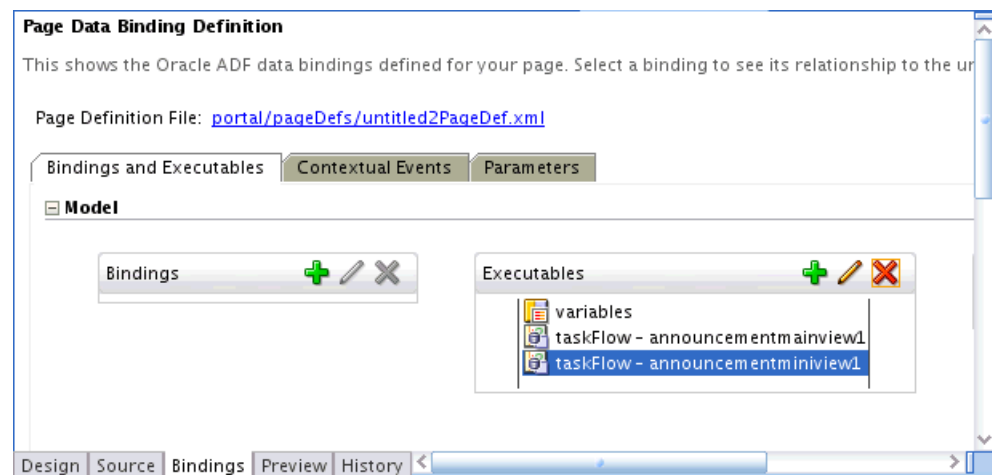 Page Data Binding Definition
This shows the Oracle ADF data bindings defined for your page. Select a binding to see its relationship to the ur
Page Definition File: portal/pageDefs/untitled2PageDef.xml
Bindings and Executables Contextual Events Parameters
Model
Bindings Executables
variables
taskFlow - announcementmainview1
taskFlow - announcementminiview1
Design Source Bindings Preview History